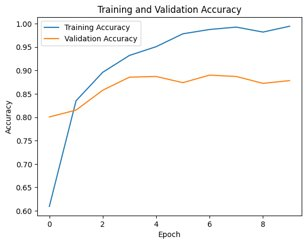 Training and Validation Accuracy
Training Accuracy
Validation Accuracy
1.00
0.95
0.90
0.85
0.80
0.75
0.70
0.65
0.60
Accuracy
0 2 4 6 8
Epoch